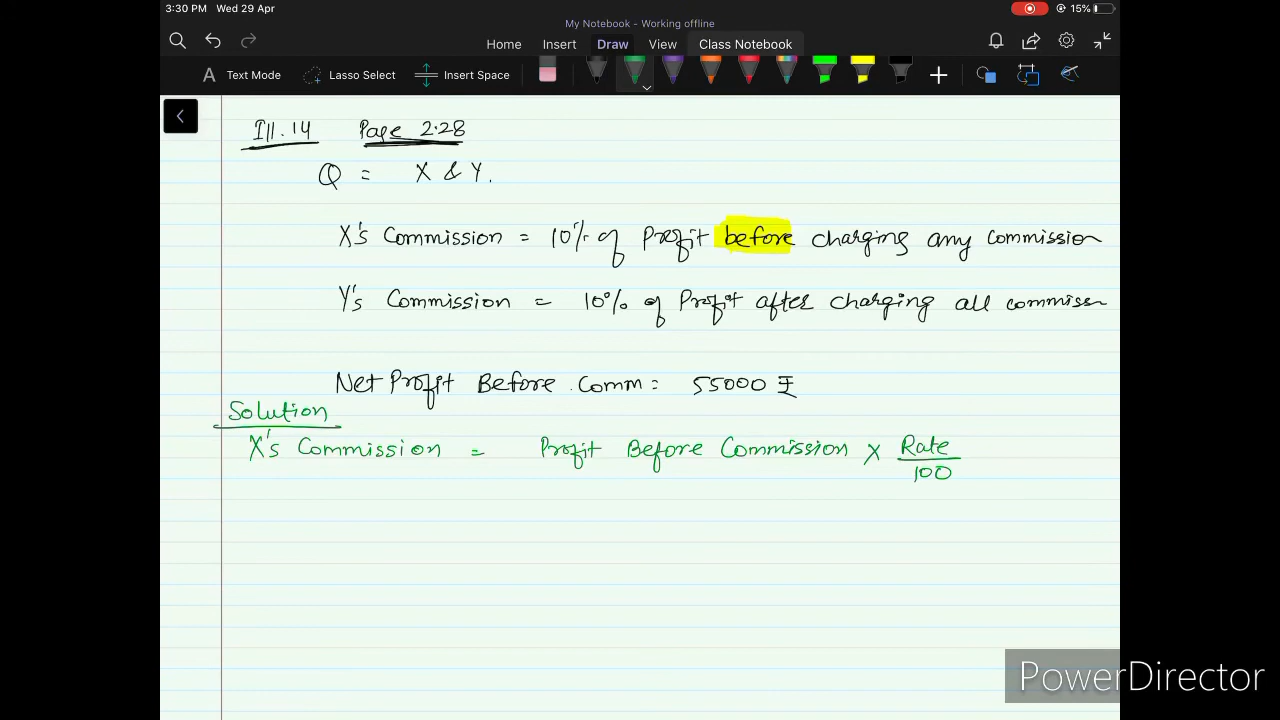 3:30 PM Wed 29 Apr
15%
My Notebook - Working offline
Home Insert Draw View Class Notebook
Text Mode Lasso Select Insert Space
Ill. 14 Page 2.28
Q = X & Y.
X's Commission = 10% of Profit before charging any commission
Y's Commission = 10% of Profit after charging all commissen
Net Profit Before Comm = 55000 ₹
Solution
X's Commission = Profit Before Commission X Rate
100
PowerDirector